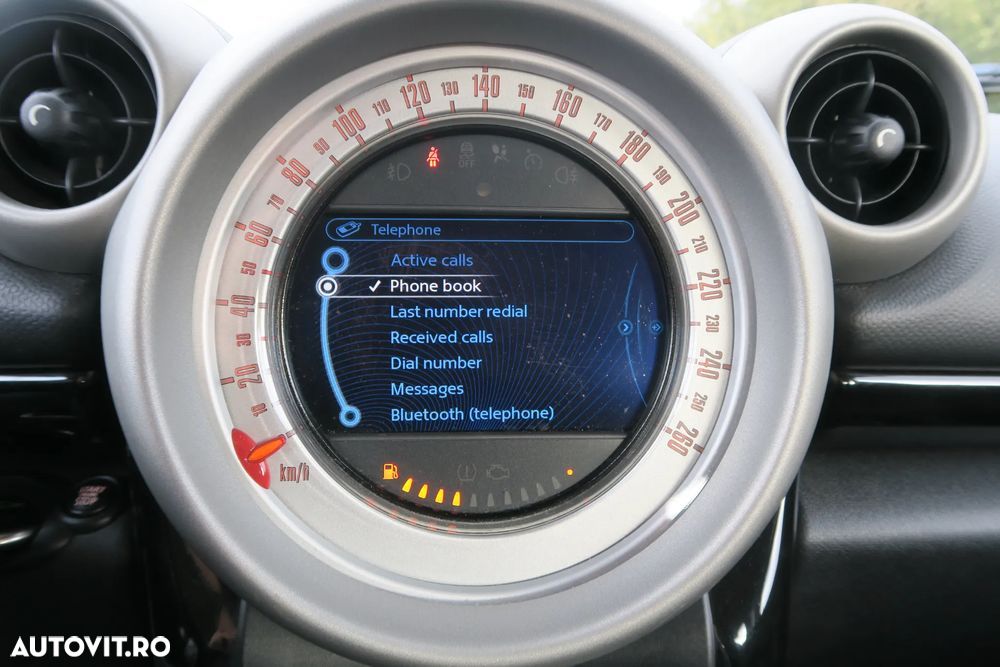 10 20 30 40 50 60 70 80 90 100 110 120 130 140 150 160 170 180 190 200 210 220 230 240 250 260
km/h
OFF
Telephone
Active calls
Phone book
Last number redial
Received calls
Dial number
Messages
Bluetooth (telephone)
START
STOP
AUTOVIT.RO